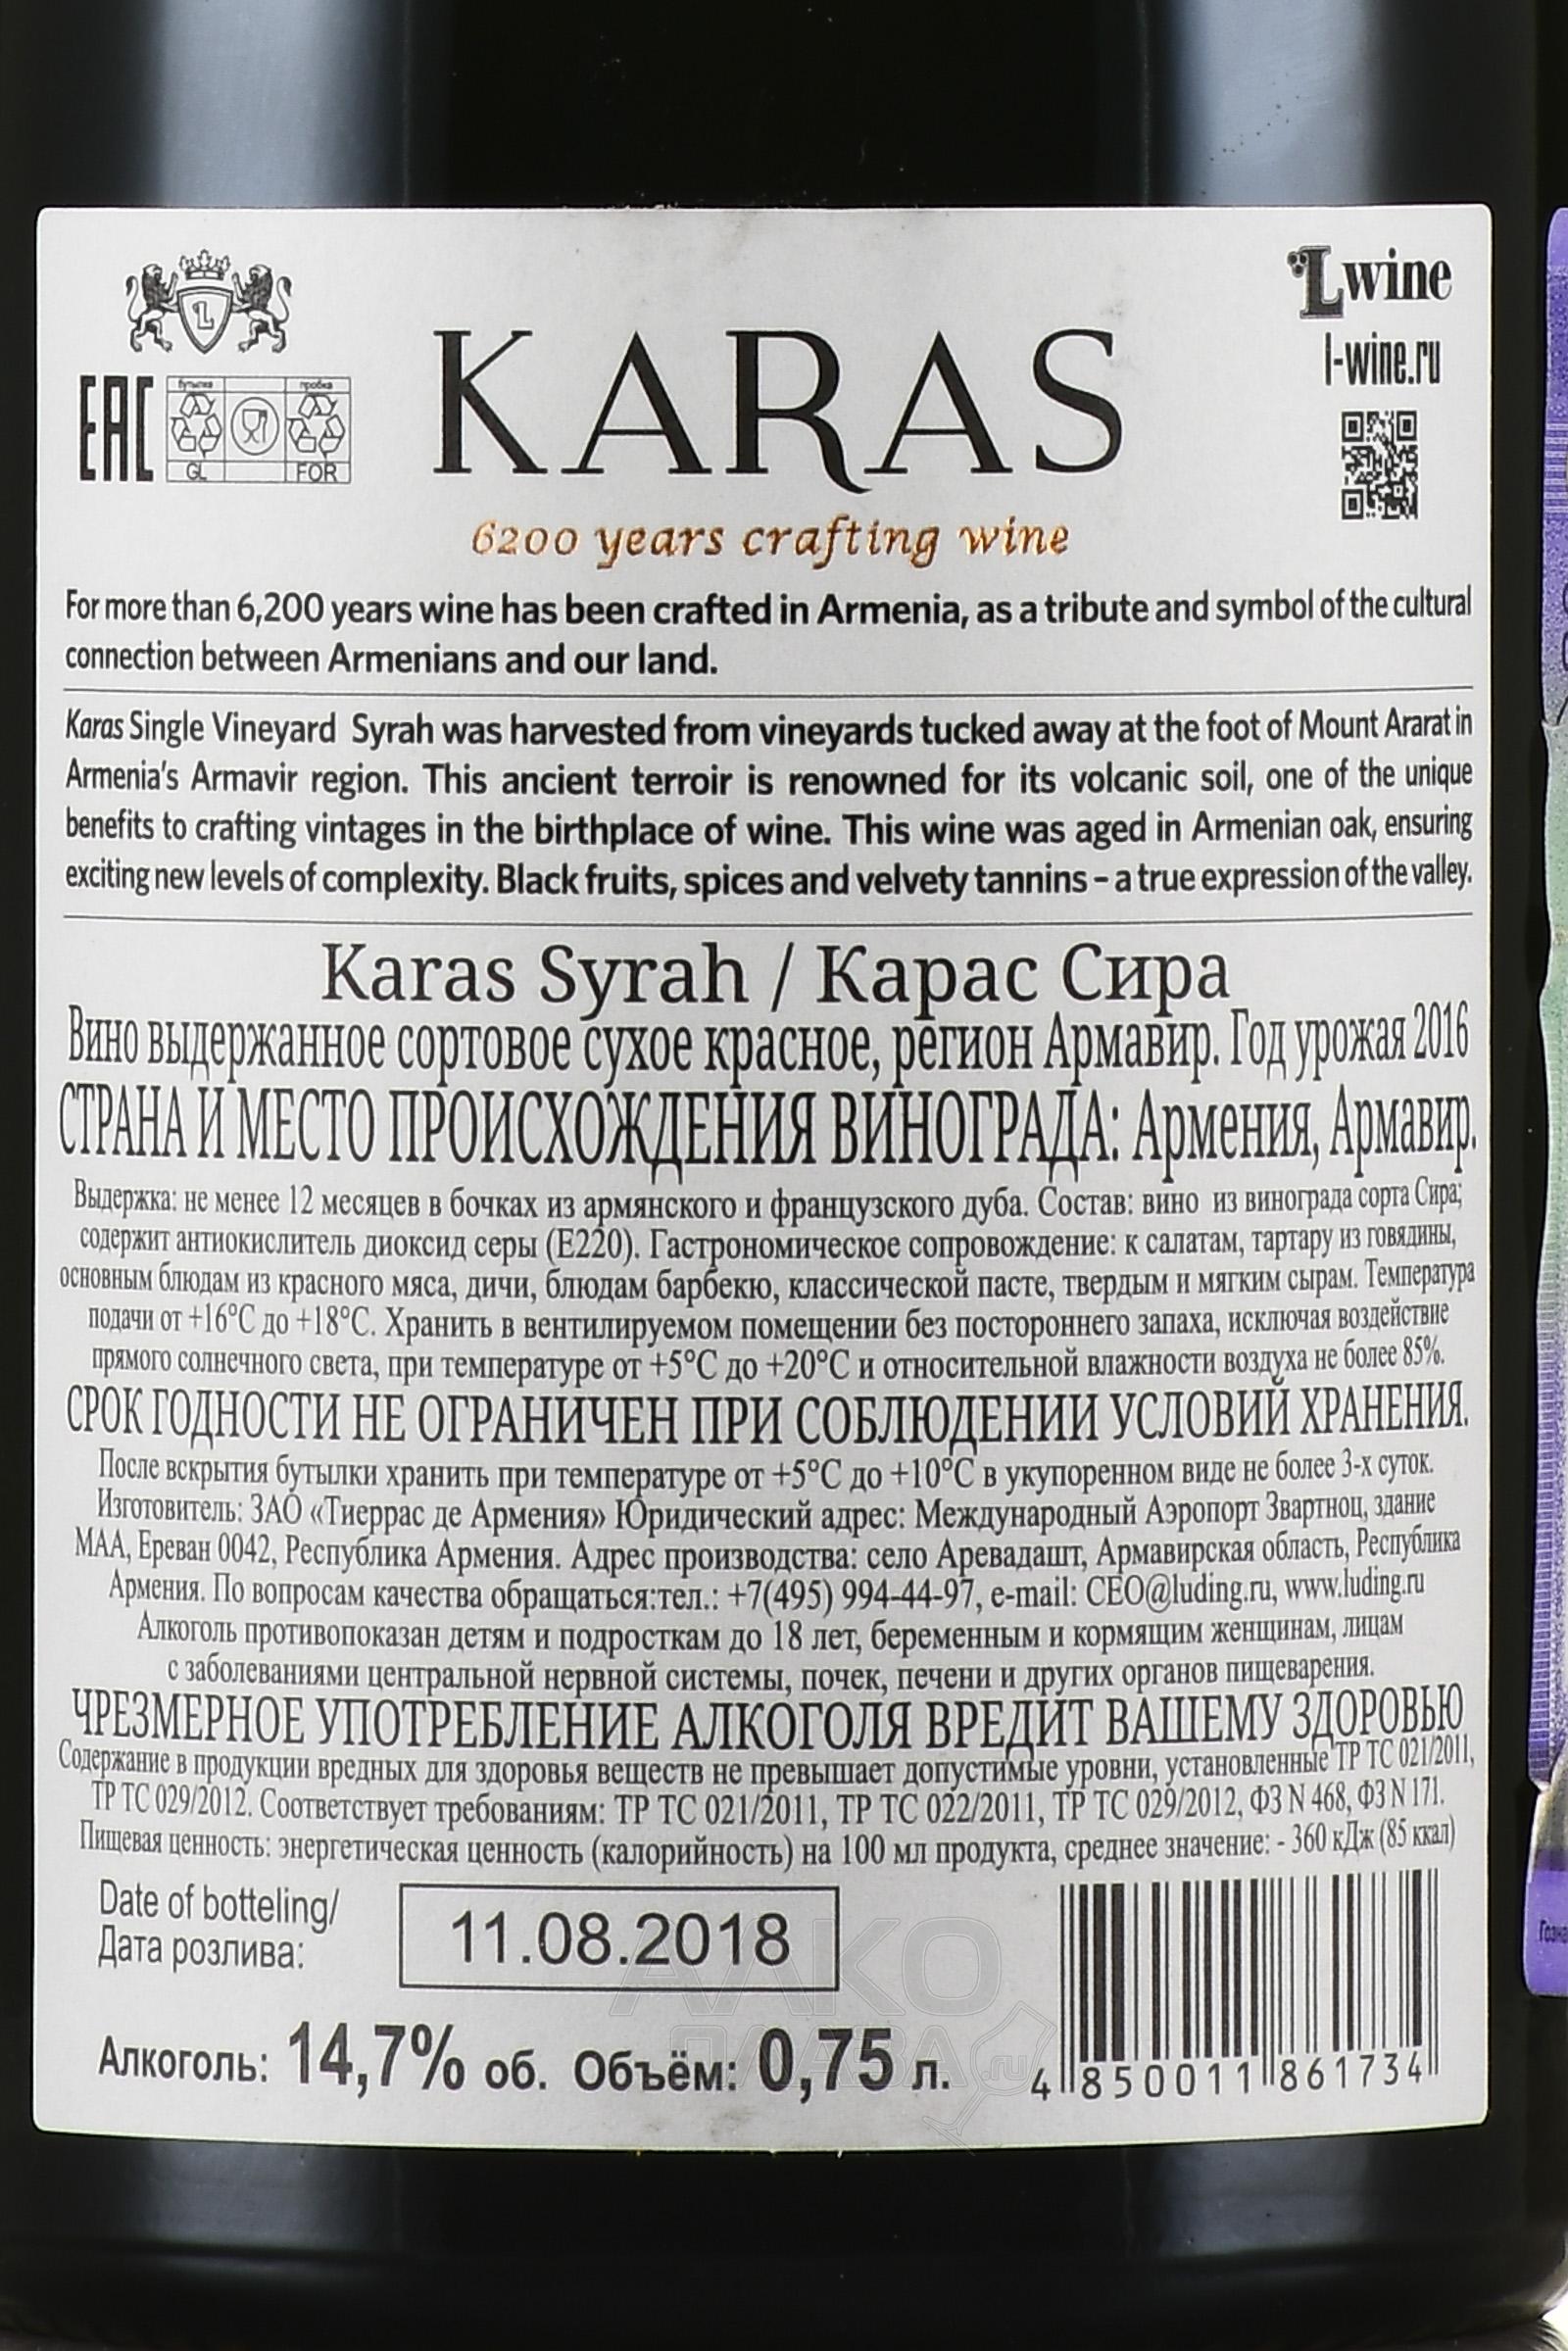 Lwine
l-wine.ru
EAC
бутылка
пробка
GL
FOR
KARAS
6200 years crafting wine
For more than 6,200 years wine has been crafted in Armenia, as a tribute and symbol of the cultural
connection between Armenians and our land.
Karas Single Vineyard Syrah was harvested from vineyards tucked away at the foot of Mount Ararat in
Armenia's Armavir region. This ancient terroir is renowned for its volcanic soil, one of the unique
benefits to crafting vintages in the birthplace of wine. This wine was aged in Armenian oak, ensuring
exciting new levels of complexity. Black fruits, spices and velvety tannins – a true expression of the valley.
Karas Syrah / Карас Сира
Вино выдержанное сортовое сухое красное, регион Армавир. Год урожая 2016
СТРАНА И МЕСТО ПРОИСХОЖДЕНИЯ ВИНОГРАДА: Армения, Армавир.
Выдержка: не менее 12 месяцев в бочках из армянского и французского дуба. Состав: вино из винограда сорта Сира;
содержит антиокислитель диоксид серы (E220). Гастрономическое сопровождение: к салатам, тартару из говядины,
основным блюдам из красного мяса, дичи, блюдам барбекю, классической пасте, твердым и мягким сырам. Температура
подачи от +16°C до +18°C. Хранить в вентилируемом помещении без постороннего запаха, исключая воздействие
прямого солнечного света, при температуре от +5°C до +20°C и относительной влажности воздуха не более 85%.
СРОК ГОДНОСТИ НЕ ОГРАНИЧЕН ПРИ СОБЛЮДЕНИИ УСЛОВИЙ ХРАНЕНИЯ.
После вскрытия бутылки хранить при температуре от +5°C до +10°C в укупоренном виде не более 3-х суток.
Изготовитель: ЗАО «Тиеррас де Армения» Юридический адрес: Международный Аэропорт Звартноц, здание
МАА, Ереван 0042, Республика Армения. Адрес производства: село Аревадашт, Армавирская область, Республика
Армения. По вопросам качества обращаться:тел.: +7(495) 994-44-97, e-mail: CEO@luding.ru, www.luding.ru
Алкоголь противопоказан детям и подросткам до 18 лет, беременным и кормящим женщинам, лицам
с заболеваниями центральной нервной системы, почек, печени и других органов пищеварения.
ЧРЕЗМЕРНОЕ УПОТРЕБЛЕНИЕ АЛКОГОЛЯ ВРЕДИТ ВАШЕМУ ЗДОРОВЬЮ
Содержание в продукции вредных для здоровья веществ не превышает допустимые уровни, установленные ТР ТС 021/2011,
ТР ТС 029/2012. Соответствует требованиям: ТР ТС 021/2011, ТР ТС 022/2011, ТР ТС 029/2012, ФЗ N 468, ФЗ N 171.
Пищевая ценность: энергетическая ценность (калорийность) на 100 мл продукта, среднее значение: - 360 кДж (85 ккал)
Date of botteling/
Дата розлива:
11.08.2018
Алкоголь: 14,7% об. Объём: 0,75 л.
4 850011 861734
АЛКО
ПЛАЗА.ru